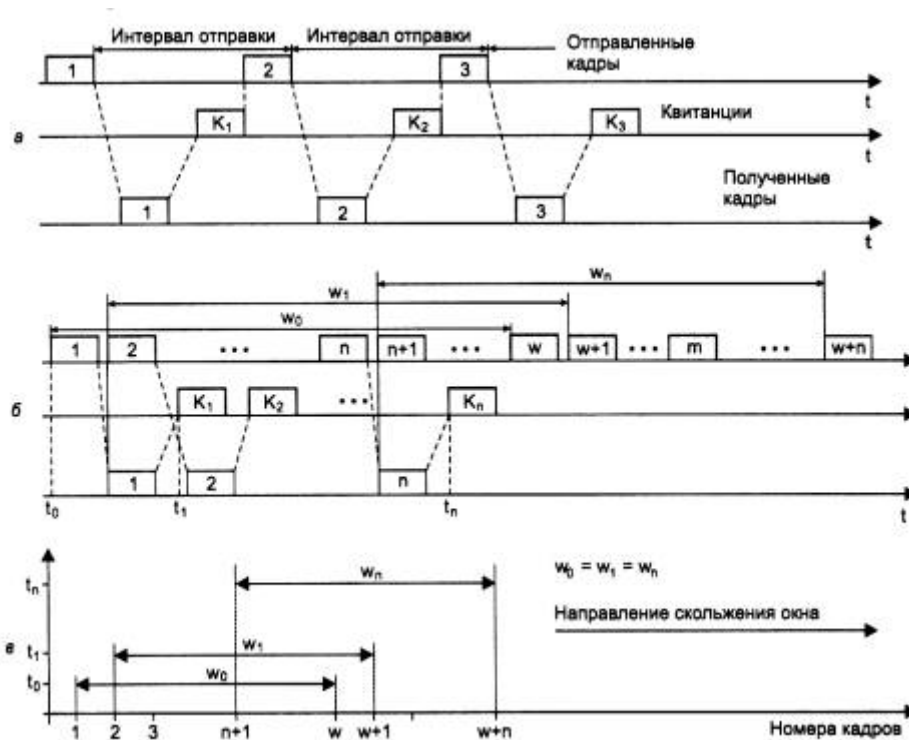 Интервал отправки Интервал отправки Отправленные
кадры
1 2 3
t
K₁ K₂ K₃ Квитанции
а t
Полученные
кадры
1 2 3
t
wₙ
w₁
w₀
1 2 ••• n n+1 ••• w w+1 ••• m ••• w+n
K₁ K₂ ••• Kₙ
б
1 2 n
t₀ t₁ tₙ t
tₙ wₙ w₀ = w₁ = wₙ
Направление скольжения окна
в t₁ w₁
t₀ w₀
1 2 3 n+1 w w+1 w+n Номера кадров